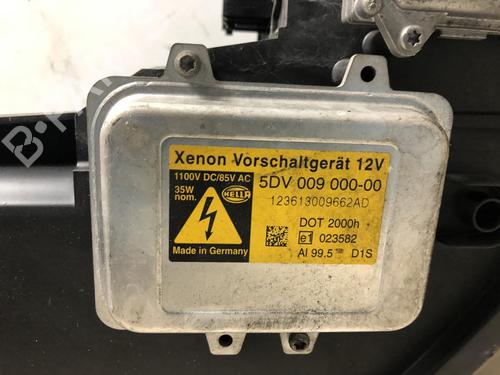 Xenon Vorschaltgerät 12V
1100V DC/85V AC
35W
nom.
HELLA
5DV 009 000-00
123613009662AD
DOT 2000h
e1 023582
Made in Germany
AI 99.5 D1S